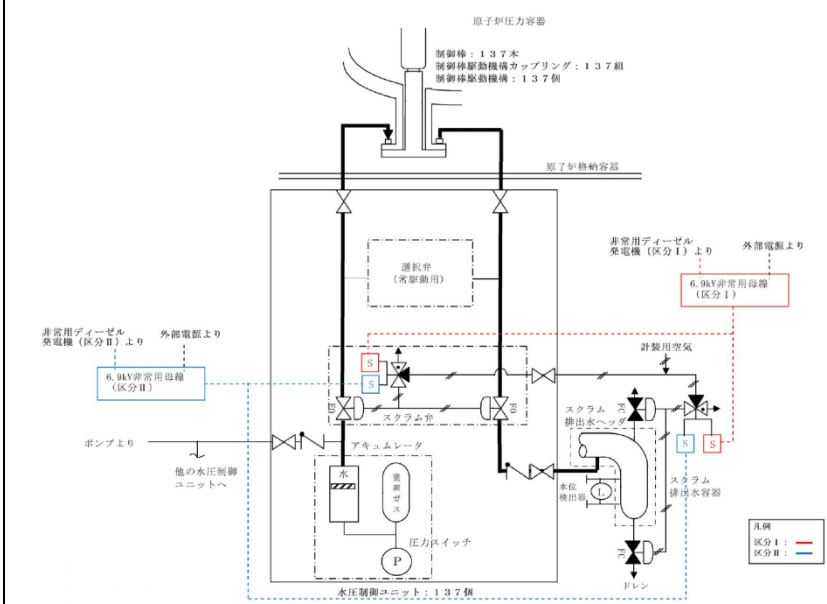 原子炉圧力容器
制御棒：１３７本
制御棒駆動機構カップリング：１３７組
制御棒駆動機構：１３７個
原子炉格納容器
非常用ディーゼル
発電機（区分Ⅰ）より
外部電源より
選択弁
（常駆動用）
6.9kV非常用母線
（区分Ⅰ）
非常用ディーゼル
発電機（区分Ⅱ）より
外部電源より
S
計装用空気
6.9kV非常用母線
（区分Ⅱ）
S
FO
FO
スクラム弁
スクラム
排出水ヘッダ
FC
S
S
ポンプより
アキュムレータ
他の水圧制御
ユニットへ
水
窒素
ガス
水位
検出器
L
スクラム
排出水容器
圧力スイッチ
P
FC
ドレン
水圧制御ユニット：１３７個
凡例
区分Ⅰ：
区分Ⅱ：